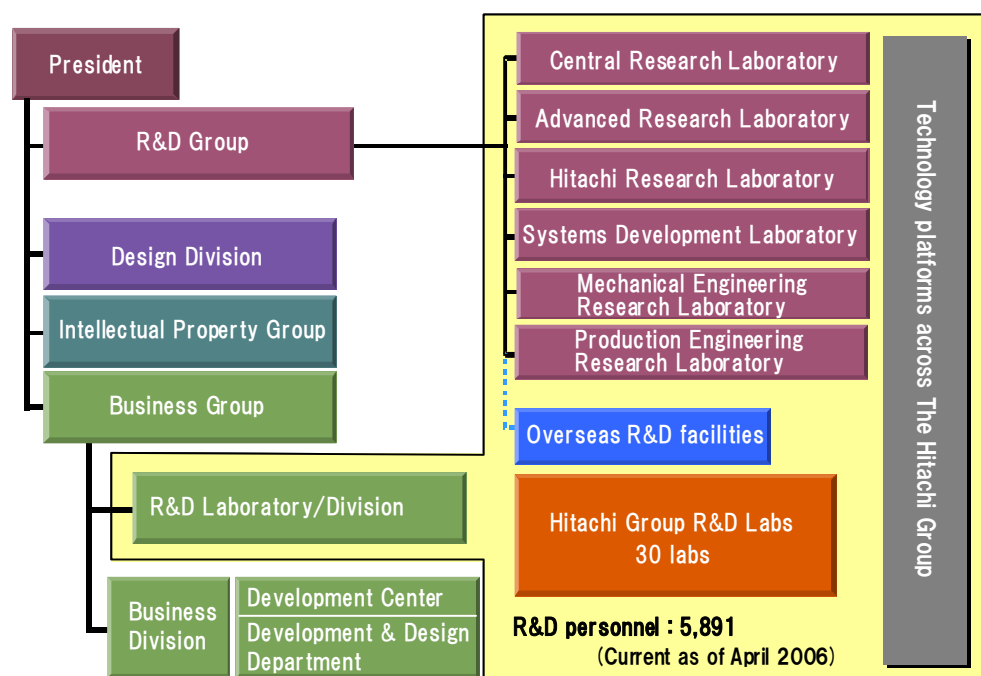 President
R&D Group
Design Division
Intellectual Property Group
Business Group
R&D Laboratory/Division
Business
Division
Development Center
Development & Design
Department
Central Research Laboratory
Advanced Research Laboratory
Hitachi Research Laboratory
Systems Development Laboratory
Mechanical Engineering
Research Laboratory
Production Engineering
Research Laboratory
Overseas R&D facilities
Hitachi Group R&D Labs
30 labs
R&D personnel : 5,891
(Current as of April 2006)
Technology platforms across The Hitachi Group